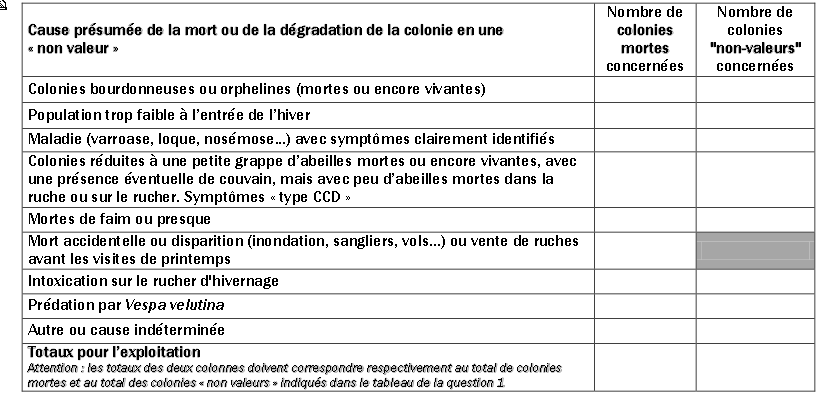 Cause présumée de la mort ou de la dégradation de la colonie en une
« non valeur »
Nombre de
colonies
mortes
concernées
Nombre de
colonies
"non-valeurs"
concernées
Colonies bourdonneuses ou orphelines (mortes ou encore vivantes)
Population trop faible à l'entrée de l'hiver
Maladie (varroase, loque, nosémose...) avec symptômes clairement identifiés
Colonies réduites à une petite grappe d'abeilles mortes ou encore vivantes, avec
une présence éventuelle de couvain, mais avec peu d'abeilles mortes dans la
ruche ou sur le rucher. Symptômes « type CCD »
Mortes de faim ou presque
Mort accidentelle ou disparition (inondation, sangliers, vols...) ou vente de ruches
avant les visites de printemps
Intoxication sur le rucher d'hivernage
Prédation par Vespa velutina
Autre ou cause indéterminée
Totaux pour l'exploitation
Attention : les totaux des deux colonnes doivent correspondre respectivement au total de colonies
mortes et au total des colonies « non valeurs » indiqués dans le tableau de la question 1.